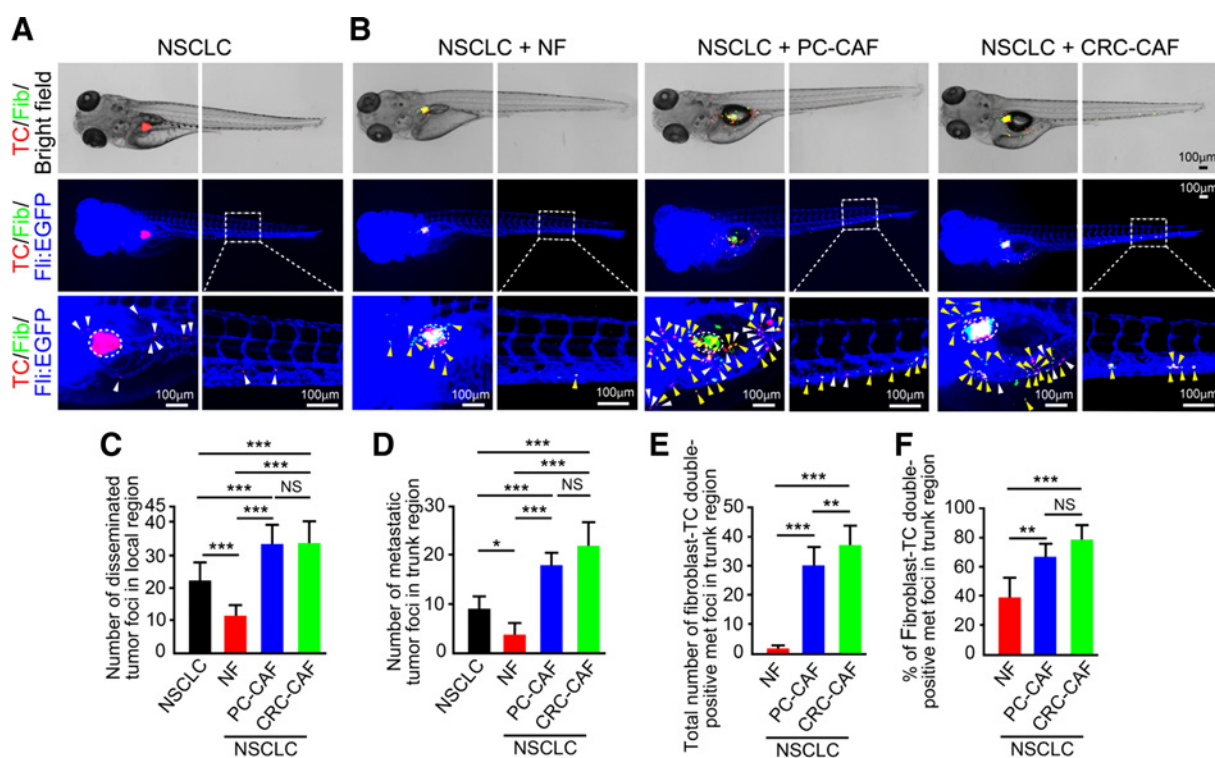 A
B
NSCLC
NSCLC + NF
NSCLC + PC-CAF
NSCLC + CRC-CAF
TC/Fib/
Bright field
100μm
TC/Fib/
Fli:EGFP
100μm
TC/Fib/
Fli:EGFP
100μm
100μm
100μm
100μm
100μm
100μm
100μm
100μm
C
Number of disseminated
tumor foci in local region
45
40
30
20
10
0
***
***
***
NS
***
***
NSCLC
NF
PC-CAF
CRC-CAF
NSCLC
D
Number of metastatic
tumor foci in trunk region
30
20
10
0
***
***
***
NS
***
*
NSCLC
NF
PC-CAF
CRC-CAF
NSCLC
E
Total number of fibroblast-TC double-
positive met foci in trunk region
50
40
30
20
10
0
***
**
***
NF
PC-CAF
CRC-CAF
NSCLC
F
% of Fibroblast-TC double-
positive met foci in trunk region
100
80
60
40
20
0
***
NS
**
NF
PC-CAF
CRC-CAF
NSCLC